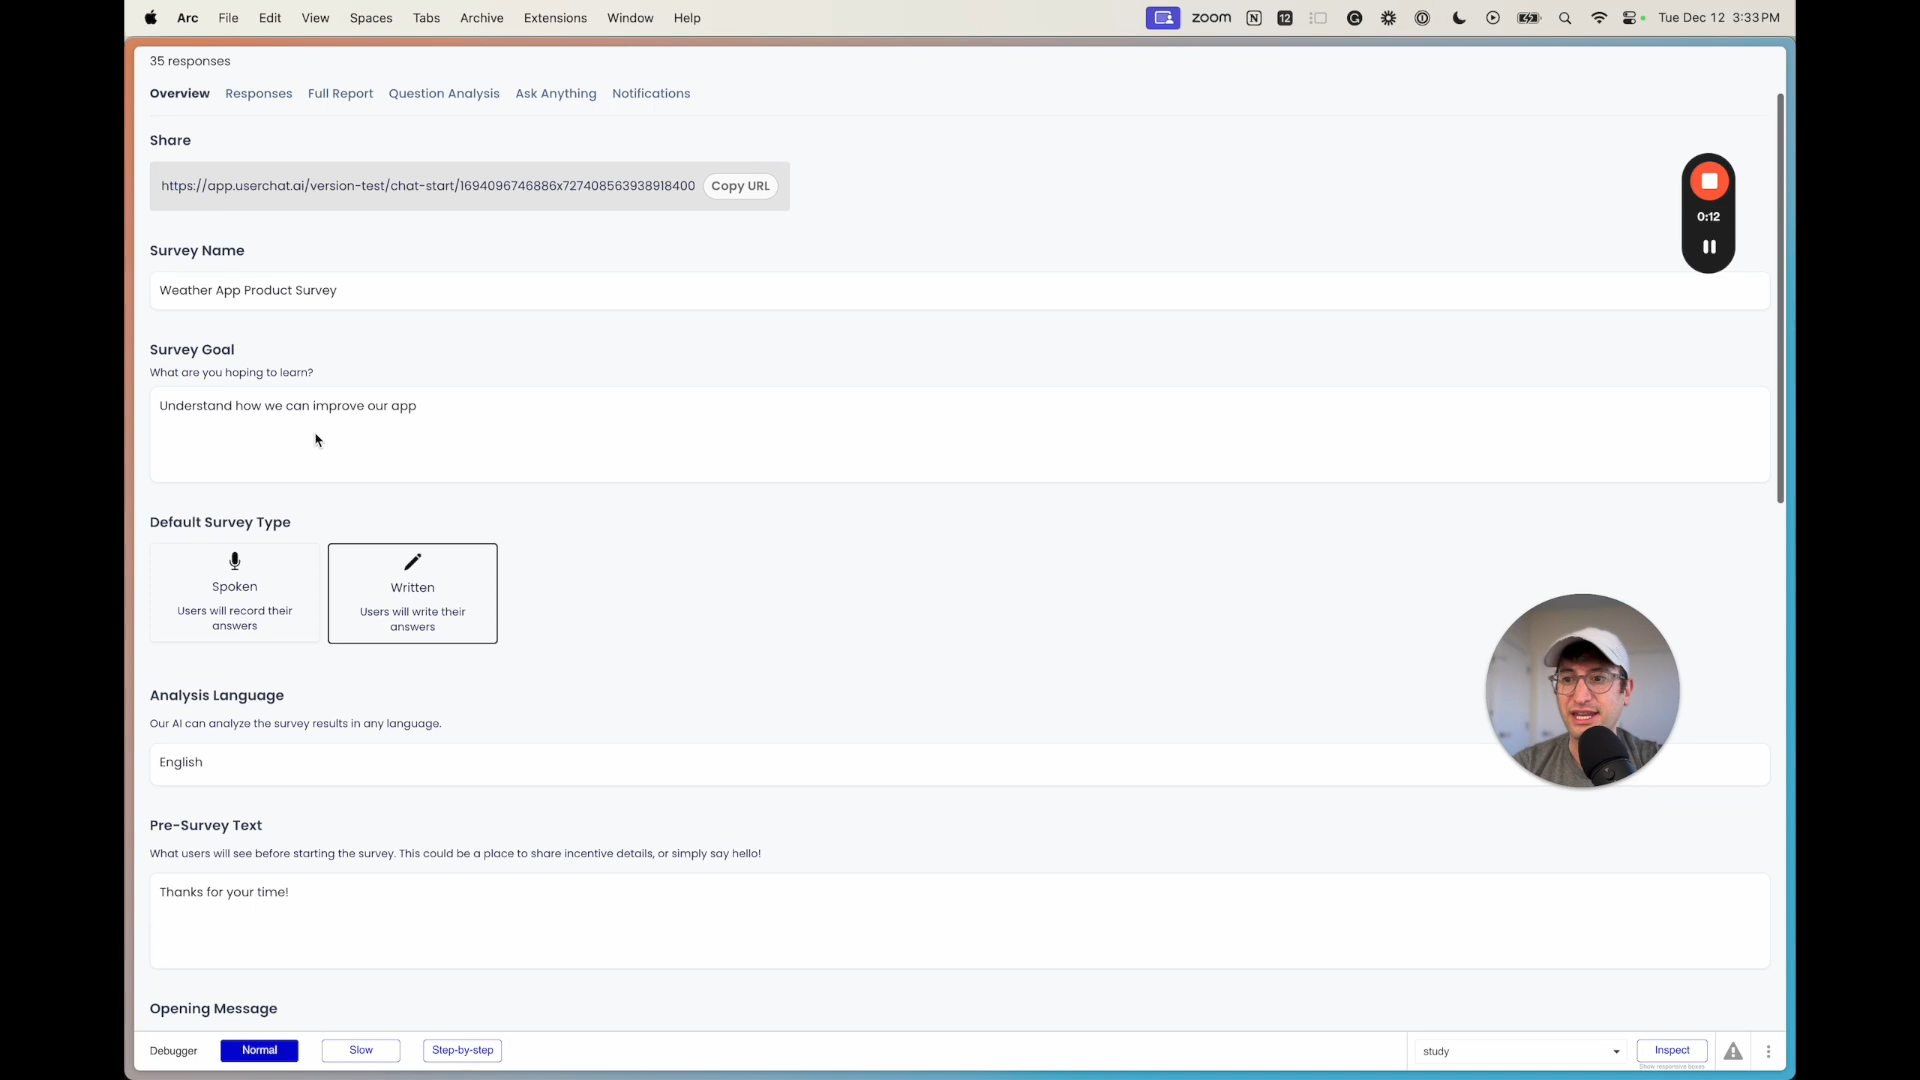 Arc File Edit View Spaces Tabs Archive Extensions Window Help zoom 12 Tue Dec 12 3:33 PM
35 responses
Overview Responses Full Report Question Analysis Ask Anything Notifications
Share
https://app.userchat.ai/version-test/chat-start/1694096746886x727408563938918400 Copy URL
0:12
Survey Name
Weather App Product Survey
Survey Goal
What are you hoping to learn?
Understand how we can improve our app
Default Survey Type
Spoken
Users will record their
answers
Written
Users will write their
answers
Analysis Language
Our AI can analyze the survey results in any language.
English
Pre-Survey Text
What users will see before starting the survey. This could be a place to share incentive details, or simply say hello!
Thanks for your time!
Opening Message
Debugger Normal Slow Step-by-step study Inspect
Show responsive boxes